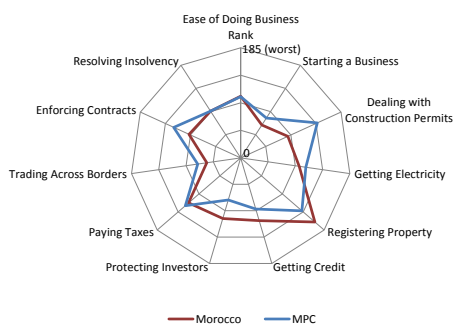 Ease of Doing Business
Rank
185 (worst)
Starting a Business
Dealing with
Construction Permits
Getting Electricity
Registering Property
Getting Credit
Protecting Investors
Paying Taxes
Trading Across Borders
Enforcing Contracts
Resolving Insolvency
0
Morocco
MPC